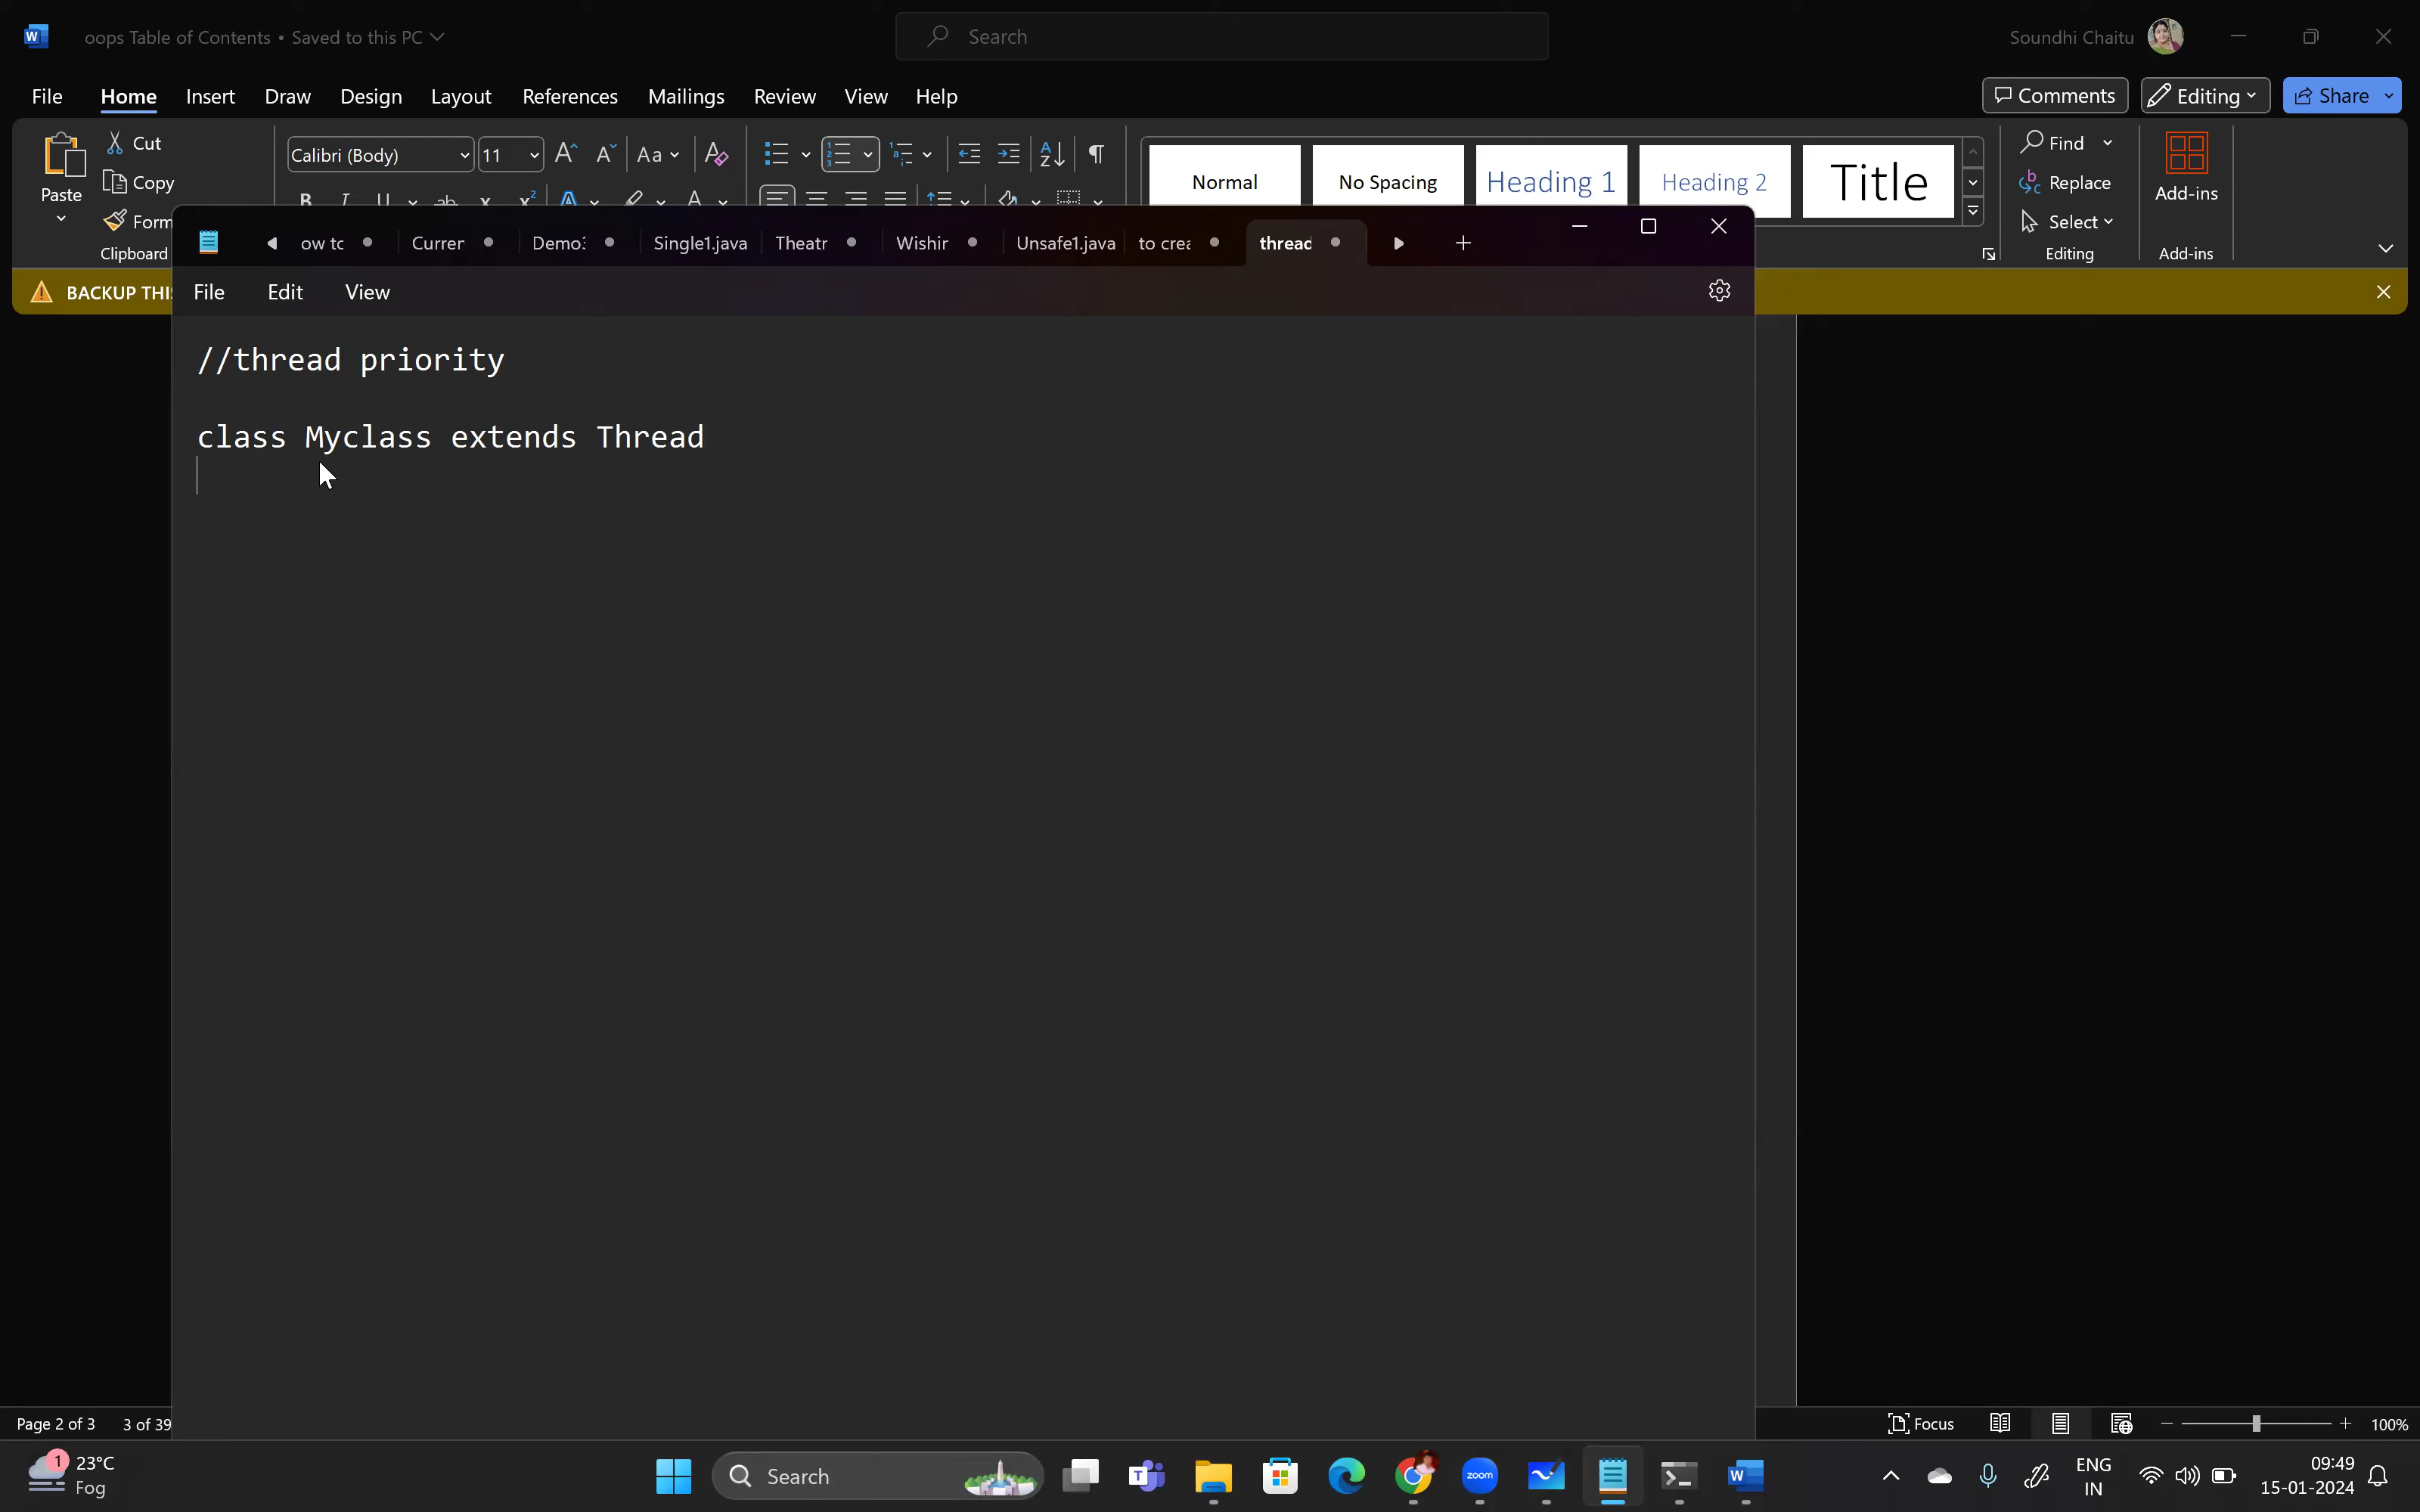 oops Table of Contents • Saved to this PC
Search
Soundhi Chaitu
File Home Insert Draw Design Layout References Mailings Review View Help
Comments Editing Share
Paste
Cut
Copy
Form
Clipboard
Calibri (Body) 11
Normal
No Spacing
Heading 1
Heading 2
Title
Find
Replace
Select
Editing
Add-ins
Add-ins
BACKUP THI
ow tc Currer Demo Single1.java Theatr Wishir Unsafe1.java to crea thread
File Edit View
//thread priority
class Myclass extends Thread
Page 2 of 3 3 of 39
Focus
100%
1 23°C
Fog
Search
zoom
ENG
IN
09:49
15-01-2024